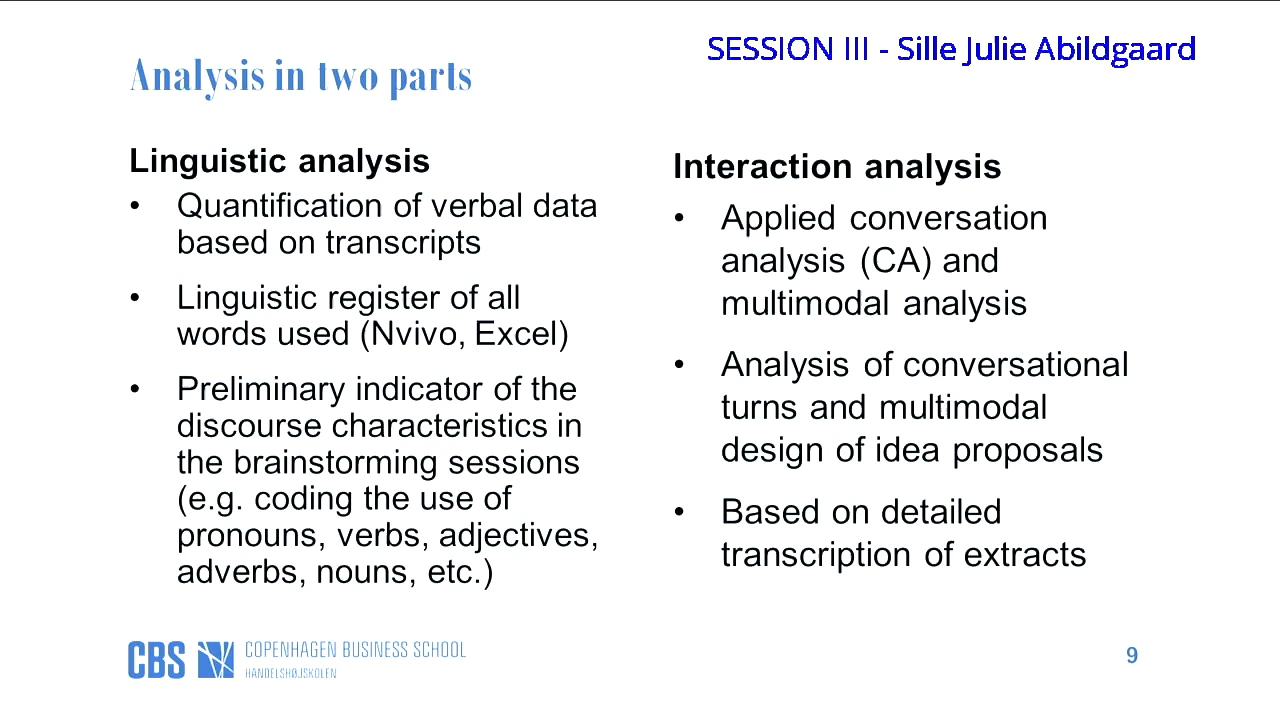 SESSION III - Sille Julie Abildgaard
Analysis in two parts
Linguistic analysis
• Quantification of verbal data
based on transcripts
• Linguistic register of all
words used (Nvivo, Excel)
• Preliminary indicator of the
discourse characteristics in
the brainstorming sessions
(e.g. coding the use of
pronouns, verbs, adjectives,
adverbs, nouns, etc.)
Interaction analysis
• Applied conversation
analysis (CA) and
multimodal analysis
• Analysis of conversational
turns and multimodal
design of idea proposals
• Based on detailed
transcription of extracts
CBS COPENHAGEN BUSINESS SCHOOL
HANDELSHØJSKOLEN
9